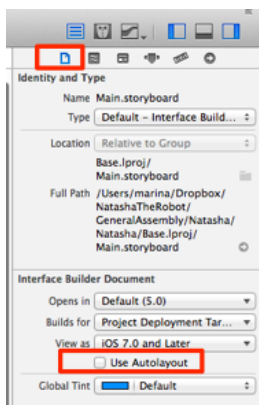 Identity and Type
Name Main.storyboard
Type Default - Interface Build...
Location Relative to Group
Base.lproj/
Main.storyboard
Full Path /Users/marina/Dropbox/
NatashaTheRobot/
GeneralAssembly/Natasha/
Natasha/Base.lproj/
Main.storyboard
Interface Builder Document
Opens in Default (5.0)
Builds for Project Deployment Tar...
View as iOS 7.0 and Later
Use Autolayout
Global Tint Default